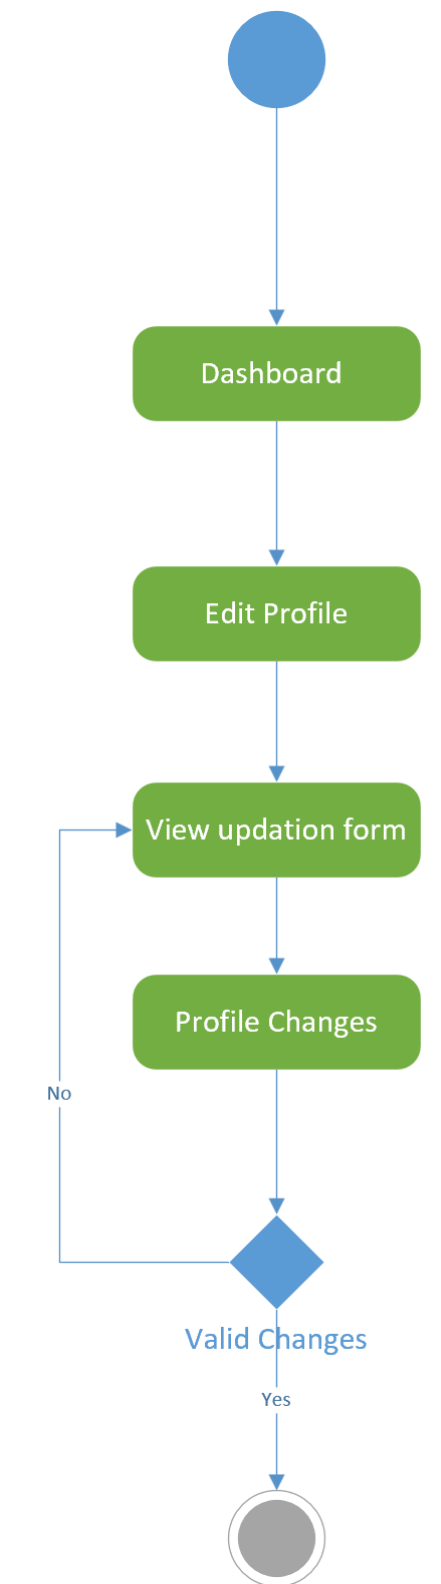 Dashboard
Edit Profile
View updation form
Profile Changes
No
Valid Changes
Yes